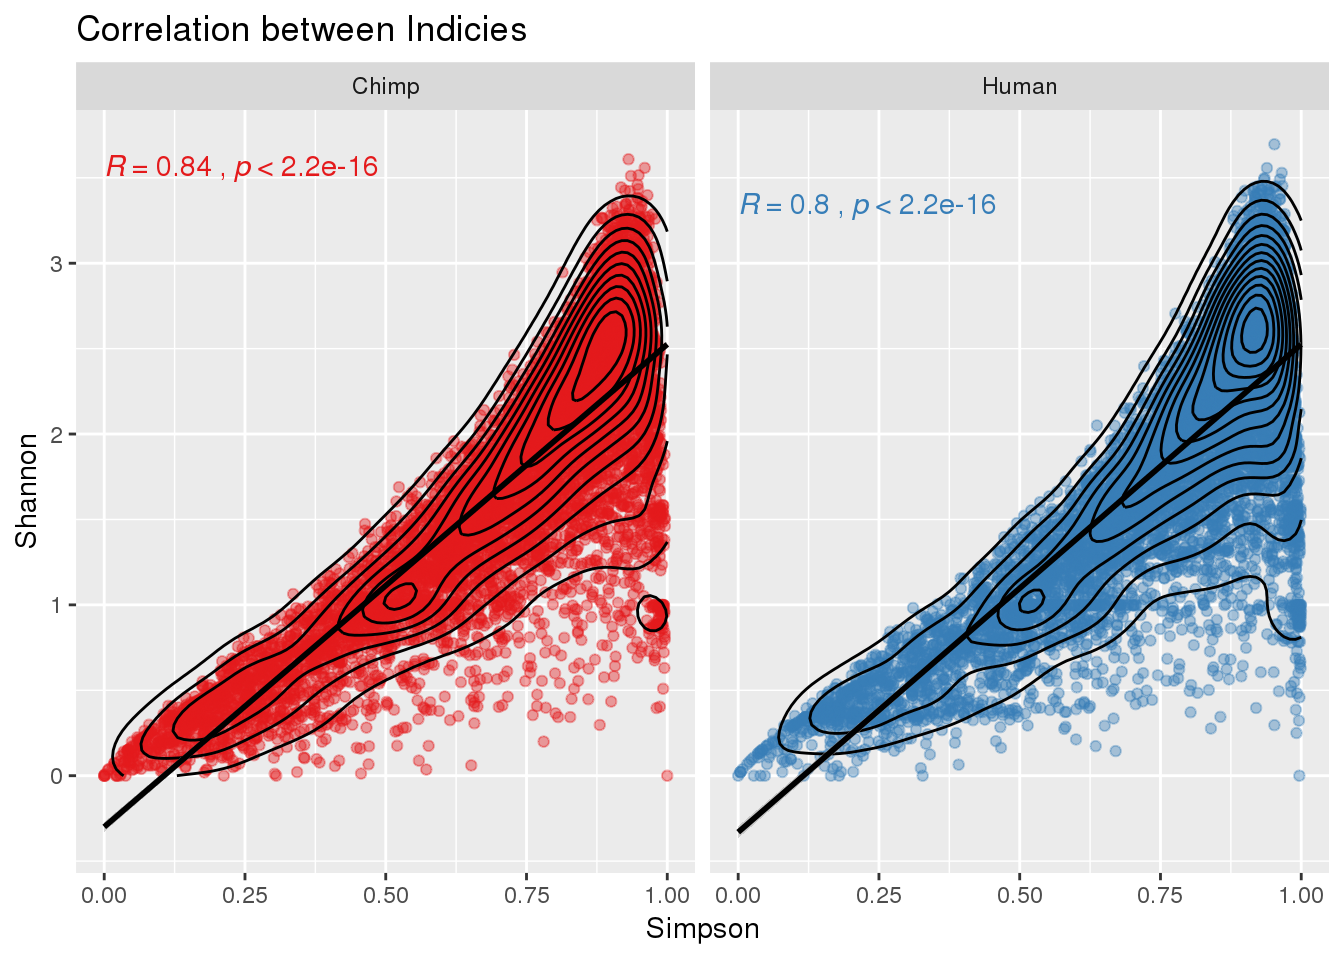 Correlation between Indicies
Chimp
Human
R = 0.84 , p < 2.2e-16
R = 0.8 , p < 2.2e-16
Shannon
3
2
1
0
0.00 0.25 0.50 0.75 1.00
0.00 0.25 0.50 0.75 1.00
Simpson